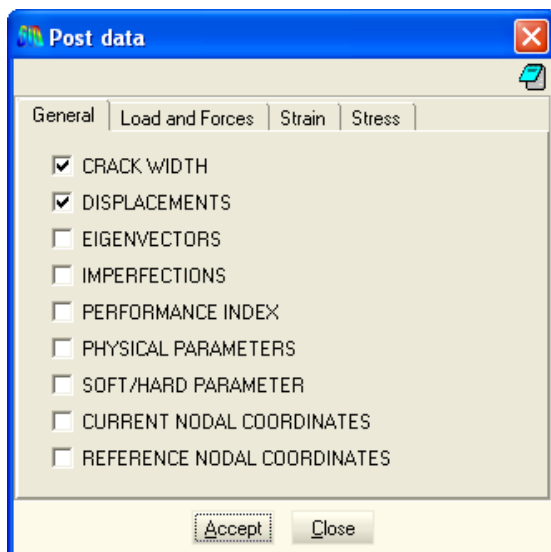 Post data
General Load and Forces Strain Stress
CRACK WIDTH
DISPLACEMENTS
EIGENVECTORS
IMPERFECTIONS
PERFORMANCE INDEX
PHYSICAL PARAMETERS
SOFT/HARD PARAMETER
CURRENT NODAL COORDINATES
REFERENCE NODAL COORDINATES
Accept Close